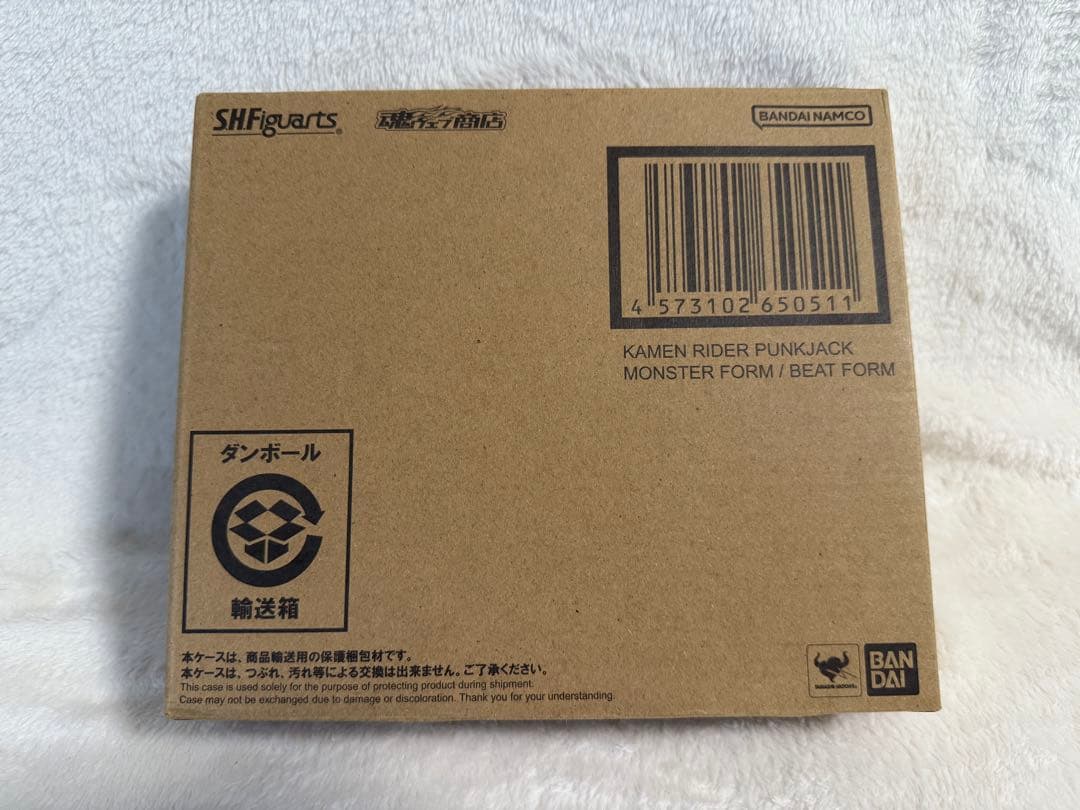 S.H.Figuarts
魂ウェブ商店
BANDAI NAMCO
4 573102 650511
KAMEN RIDER PUNKJACK
MONSTER FORM / BEAT FORM
ダンボール
輸送箱
本ケースは、商品輸送用の保護梱包材です。
本ケースは、つぶれ、汚れ等による交換は出来ません。ご了承ください。
This case is used solely for the purpose of protecting product during shipment.
Case may not be exchanged due to damage or discoloration. Thank you for your understanding.
TAMASHII NATIONS
BAN
DAI